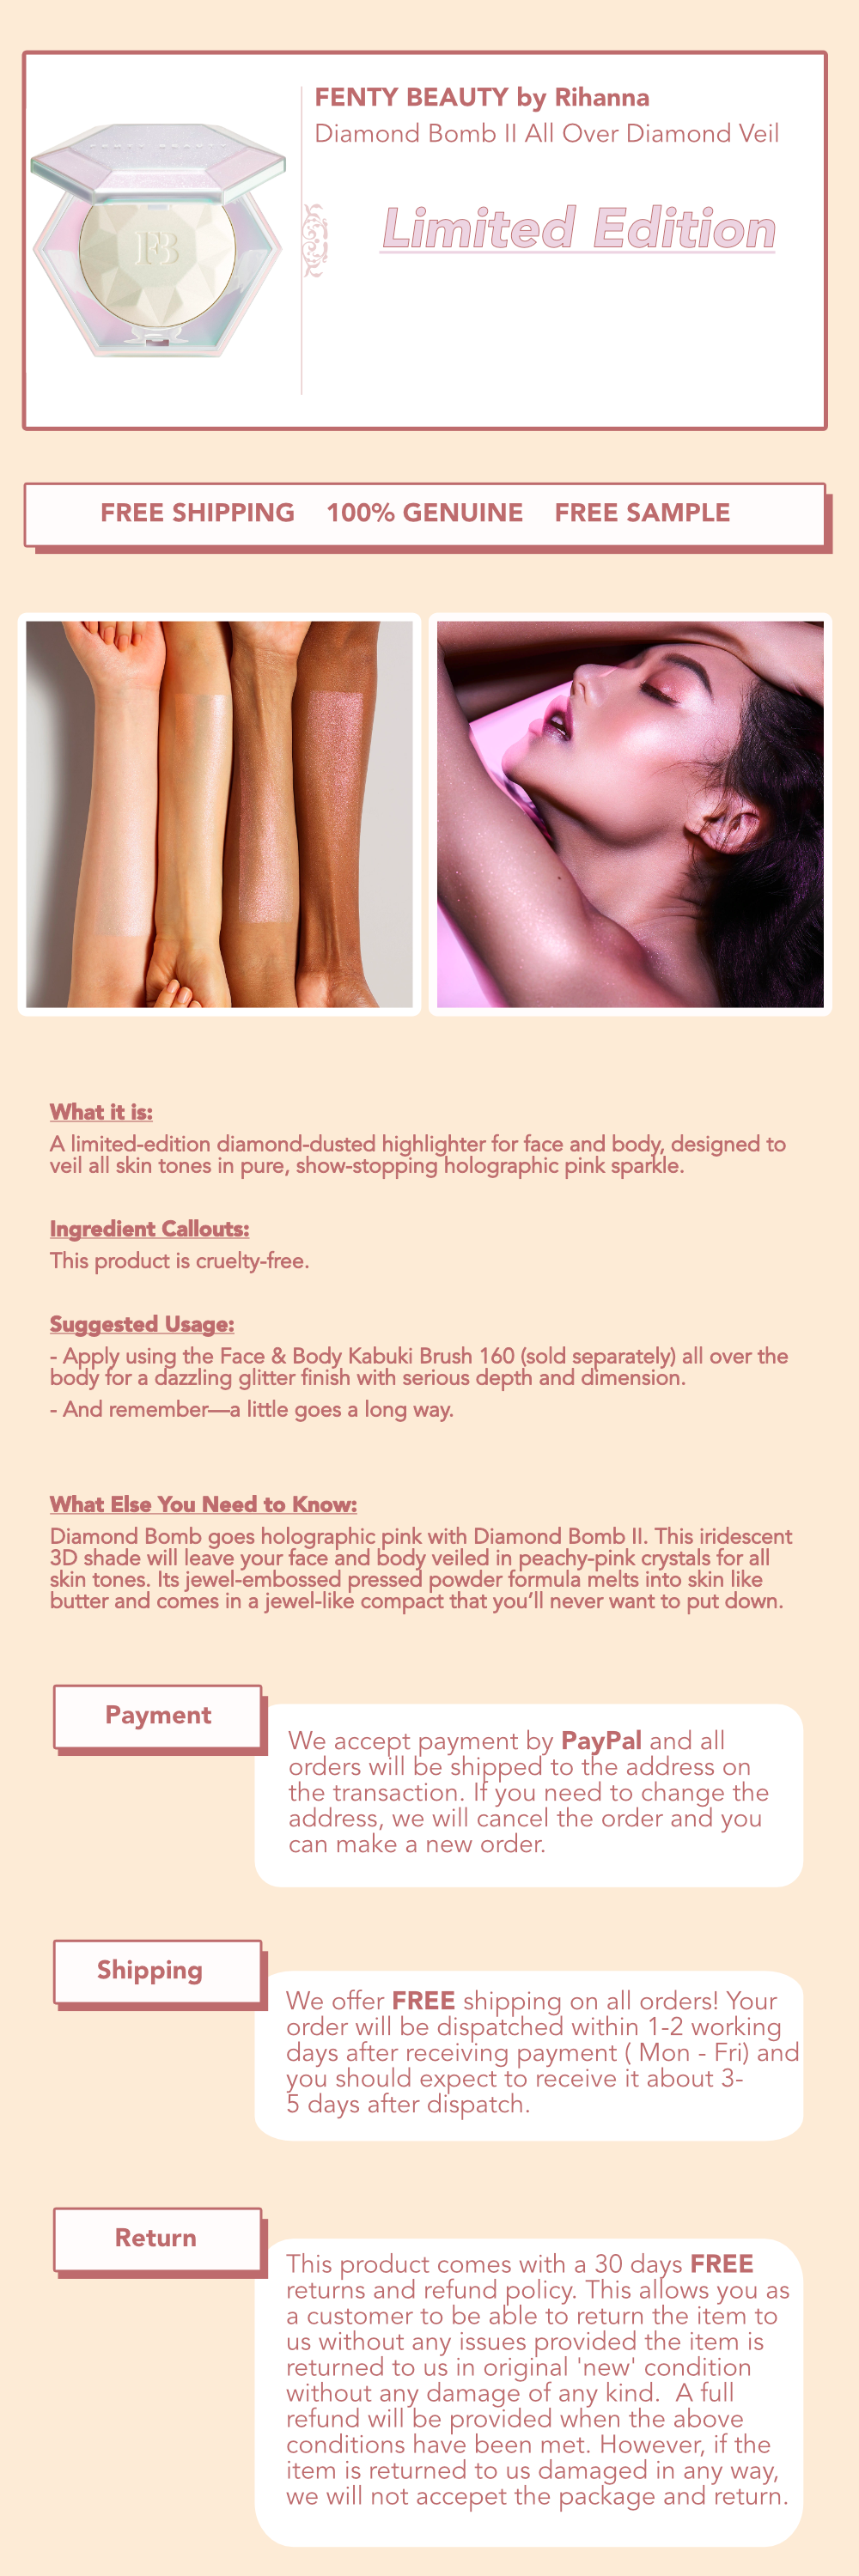 FENTY BEAUTY by Rihanna
Diamond Bomb II All Over Diamond Veil
FENTY BEAUTY
FB
Limited Edition
FREE SHIPPING 100% GENUINE FREE SAMPLE
What it is:
A limited-edition diamond-dusted highlighter for face and body, designed to
veil all skin tones in pure, show-stopping holographic pink sparkle.
Ingredient Callouts:
This product is cruelty-free.
Suggested Usage:
- Apply using the Face & Body Kabuki Brush 160 (sold separately) all over the
body for a dazzling glitter finish with serious depth and dimension.
- And remember—a little goes a long way.
What Else You Need to Know:
Diamond Bomb goes holographic pink with Diamond Bomb II. This iridescent
3D shade will leave your face and body veiled in peachy-pink crystals for all
skin tones. Its jewel-embossed pressed powder formula melts into skin like
butter and comes in a jewel-like compact that you’ll never want to put down.
Payment
We accept payment by PayPal and all
orders will be shipped to the address on
the transaction. If you need to change the
address, we will cancel the order and you
can make a new order.
Shipping
We offer FREE shipping on all orders! Your
order will be dispatched within 1-2 working
days after receiving payment ( Mon - Fri) and
you should expect to receive it about 3-
5 days after dispatch.
Return
This product comes with a 30 days FREE
returns and refund policy. This allows you as
a customer to be able to return the item to
us without any issues provided the item is
returned to us in original 'new' condition
without any damage of any kind.  A full
refund will be provided when the above
conditions have been met. However, if the
item is returned to us damaged in any way,
we will not accepet the package and return.